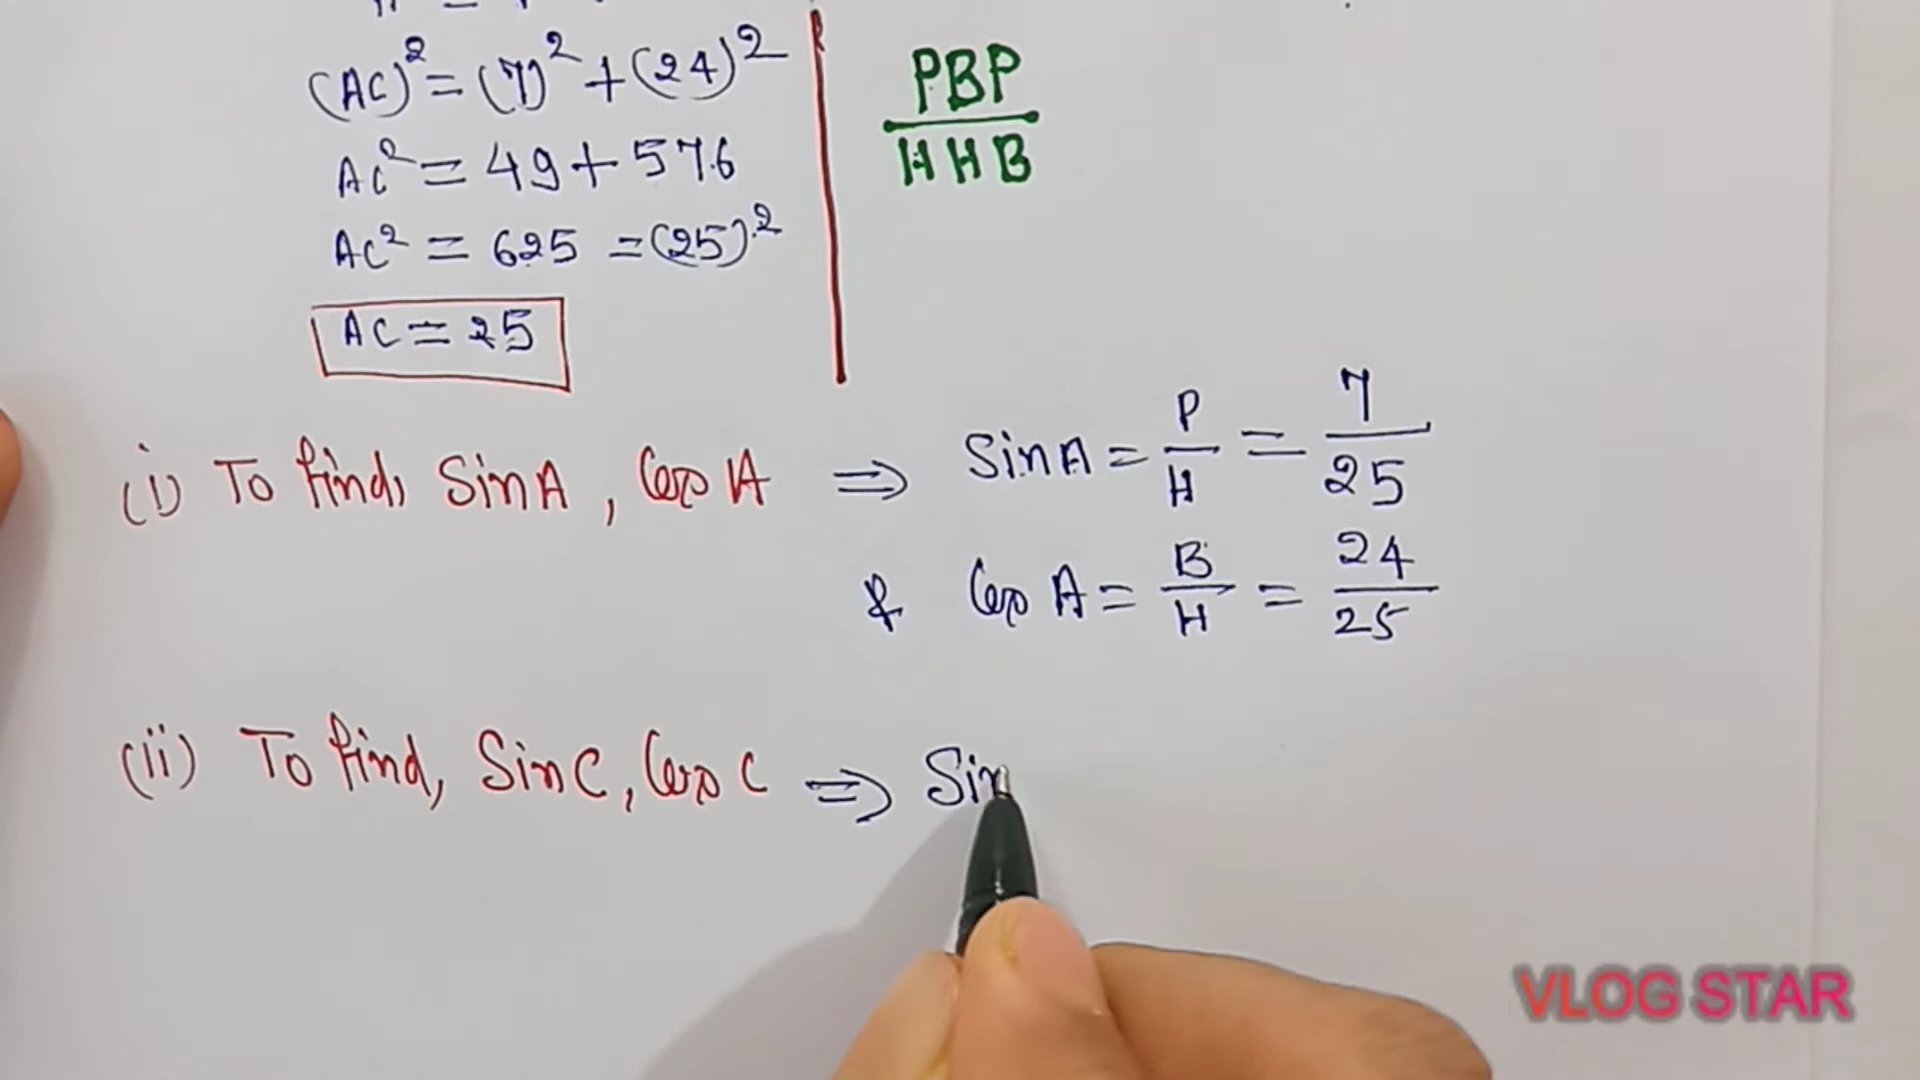 (AC)² = (7)² + (24)²
AC² = 49 + 576
AC² = 625 = (25)²
AC = 25
PBP
HHB
(i) To find, Sin A, Cos A ⇒ Sin A = P/H = 7/25
& Cos A = B/H = 24/25
(ii) To find, Sin C, Cos C ⇒ Sin
VLOG STAR